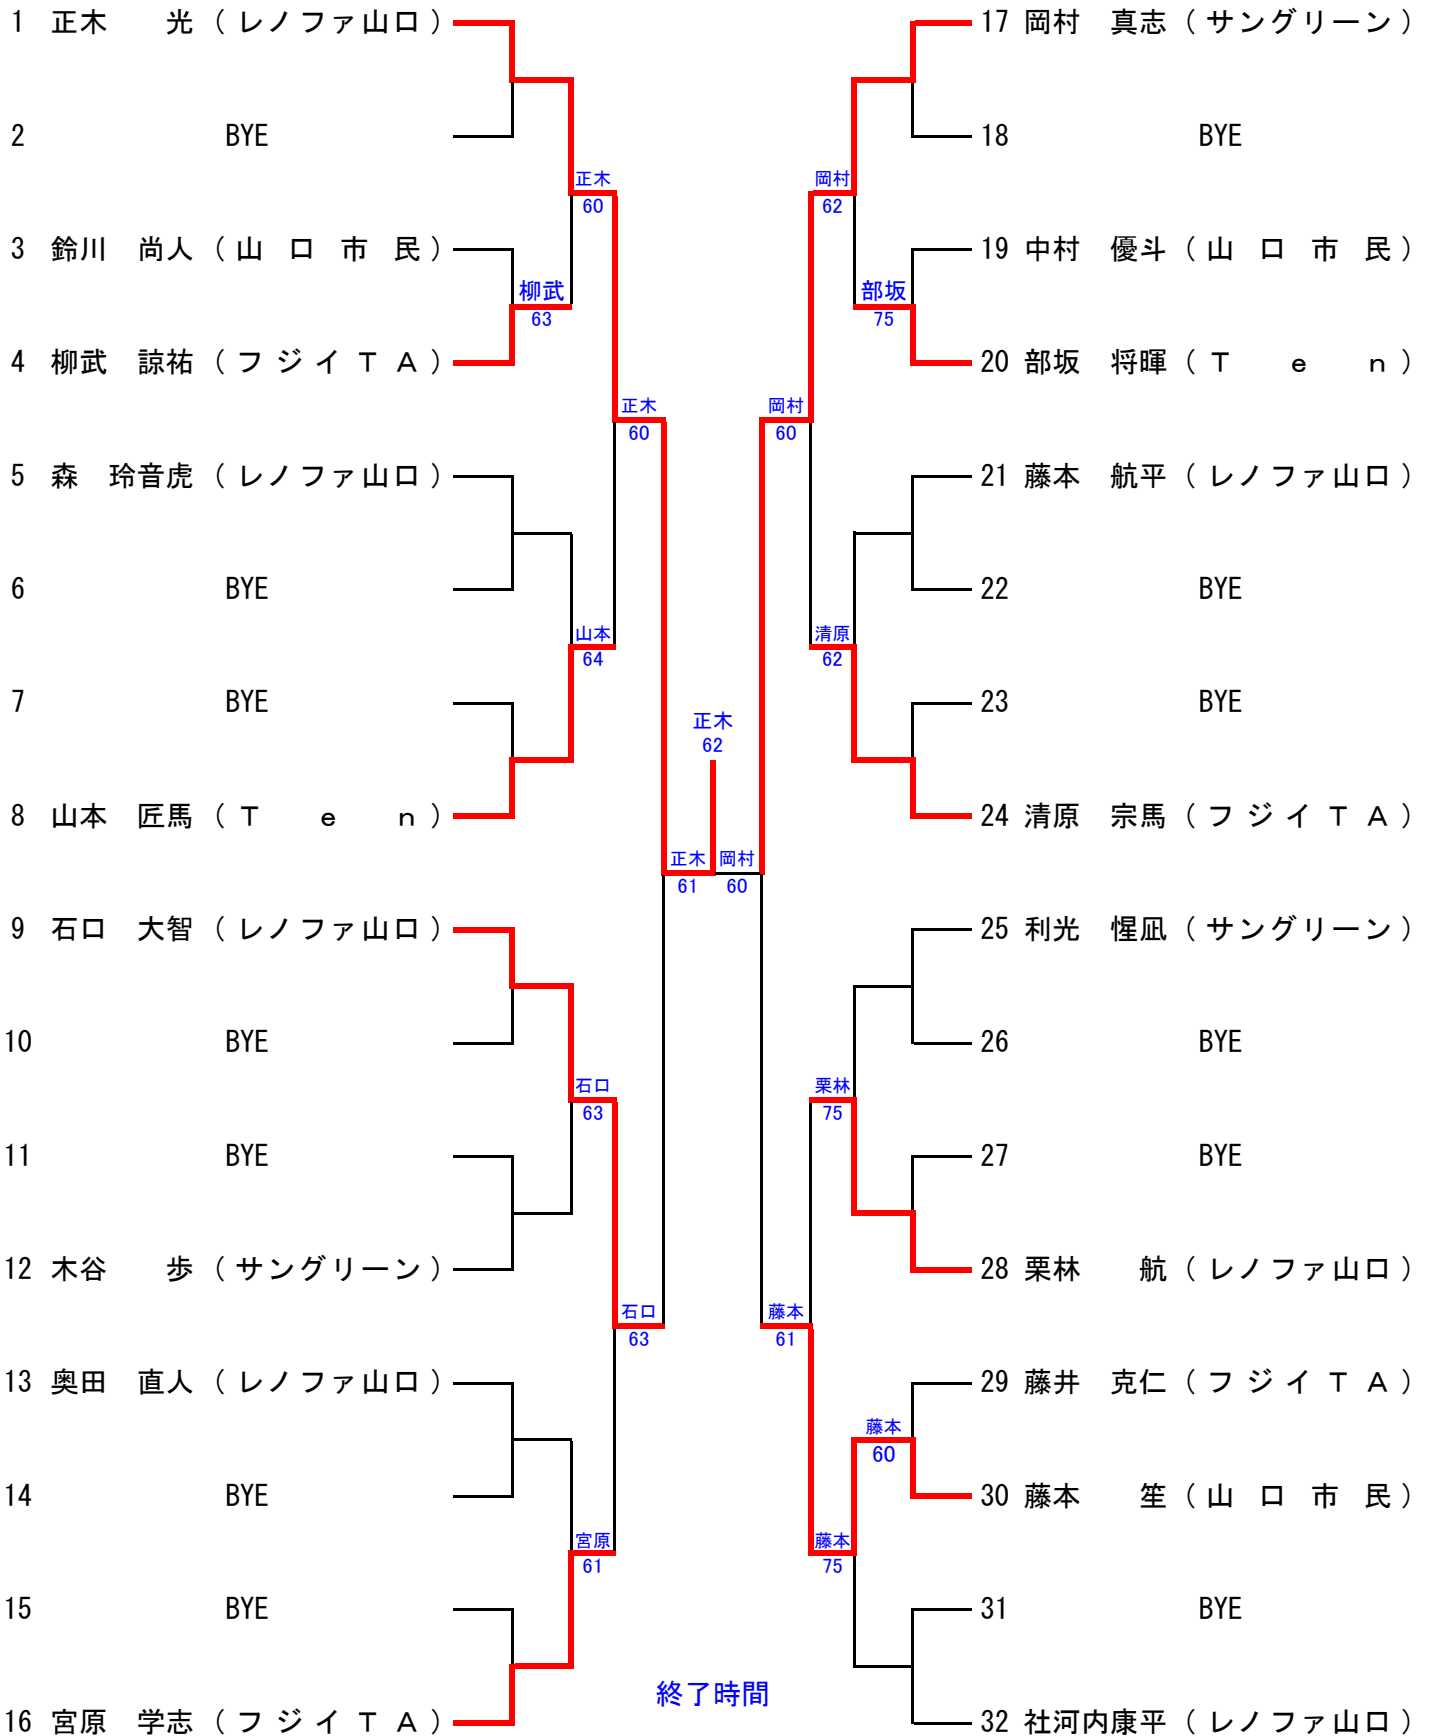 1 正木　光（レノファ山口）
2 BYE
3 鈴川　尚人（山口市民）
4 柳武　諒祐（フジイＴＡ）
5 森　玲音虎（レノファ山口）
6 BYE
7 BYE
8 山本　匠馬（Ｔｅｎ）
9 石口　大智（レノファ山口）
10 BYE
11 BYE
12 木谷　歩（サングリーン）
13 奥田　直人（レノファ山口）
14 BYE
15 BYE
16 宮原　学志（フジイＴＡ）
柳武
63
正木
60
山本
64
石口
63
宮原
61
正木
60
石口
63
正木
61
正木
62
岡村
60
岡村
60
藤本
61
岡村
62
清原
62
栗林
75
藤本
75
部坂
75
藤本
60
17 岡村　真志（サングリーン）
18 BYE
19 中村　優斗（山口市民）
20 部坂　将暉（Ｔｅｎ）
21 藤本　航平（レノファ山口）
22 BYE
23 BYE
24 清原　宗馬（フジイＴＡ）
25 利光　惺凪（サングリーン）
26 BYE
27 BYE
28 栗林　航（レノファ山口）
29 藤井　克仁（フジイＴＡ）
30 藤本　笙（山口市民）
31 BYE
32 社河内康平（レノファ山口）
終了時間